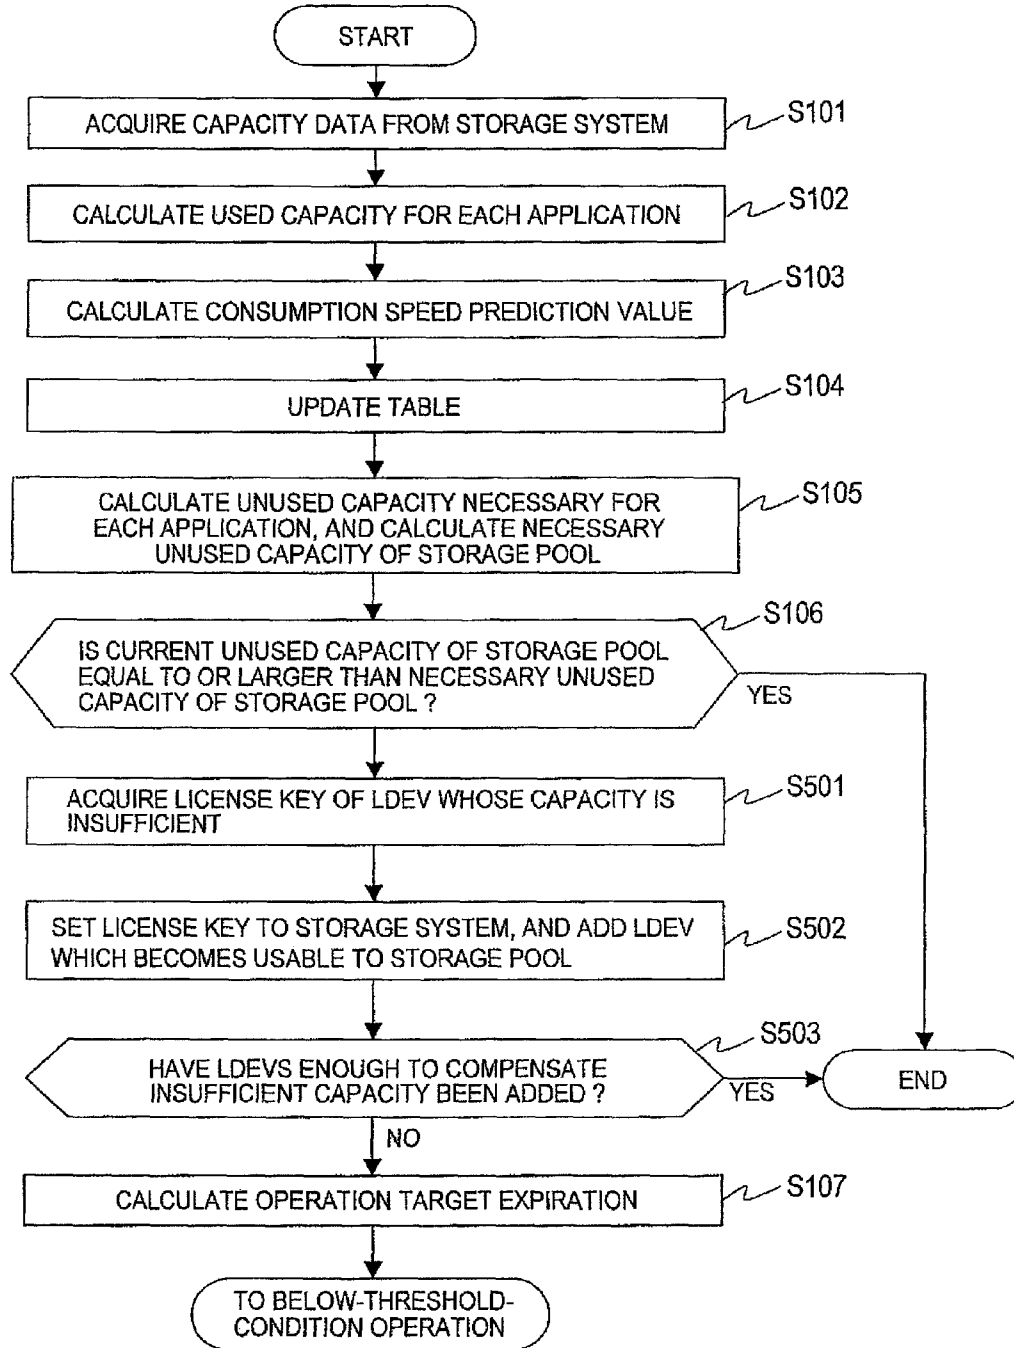 START
ACQUIRE CAPACITY DATA FROM STORAGE SYSTEM
S101
CALCULATE USED CAPACITY FOR EACH APPLICATION
S102
CALCULATE CONSUMPTION SPEED PREDICTION VALUE
S103
UPDATE TABLE
S104
CALCULATE UNUSED CAPACITY NECESSARY FOR
EACH APPLICATION, AND CALCULATE NECESSARY
UNUSED CAPACITY OF STORAGE POOL
S105
IS CURRENT UNUSED CAPACITY OF STORAGE POOL
EQUAL TO OR LARGER THAN NECESSARY UNUSED
CAPACITY OF STORAGE POOL ?
S106
YES
ACQUIRE LICENSE KEY OF LDEV WHOSE CAPACITY IS
INSUFFICIENT
S501
SET LICENSE KEY TO STORAGE SYSTEM, AND ADD LDEV
WHICH BECOMES USABLE TO STORAGE POOL
S502
HAVE LDEVS ENOUGH TO COMPENSATE
INSUFFICIENT CAPACITY BEEN ADDED ?
S503
YES
END
NO
CALCULATE OPERATION TARGET EXPIRATION
S107
TO BELOW-THRESHOLD-
CONDITION OPERATION